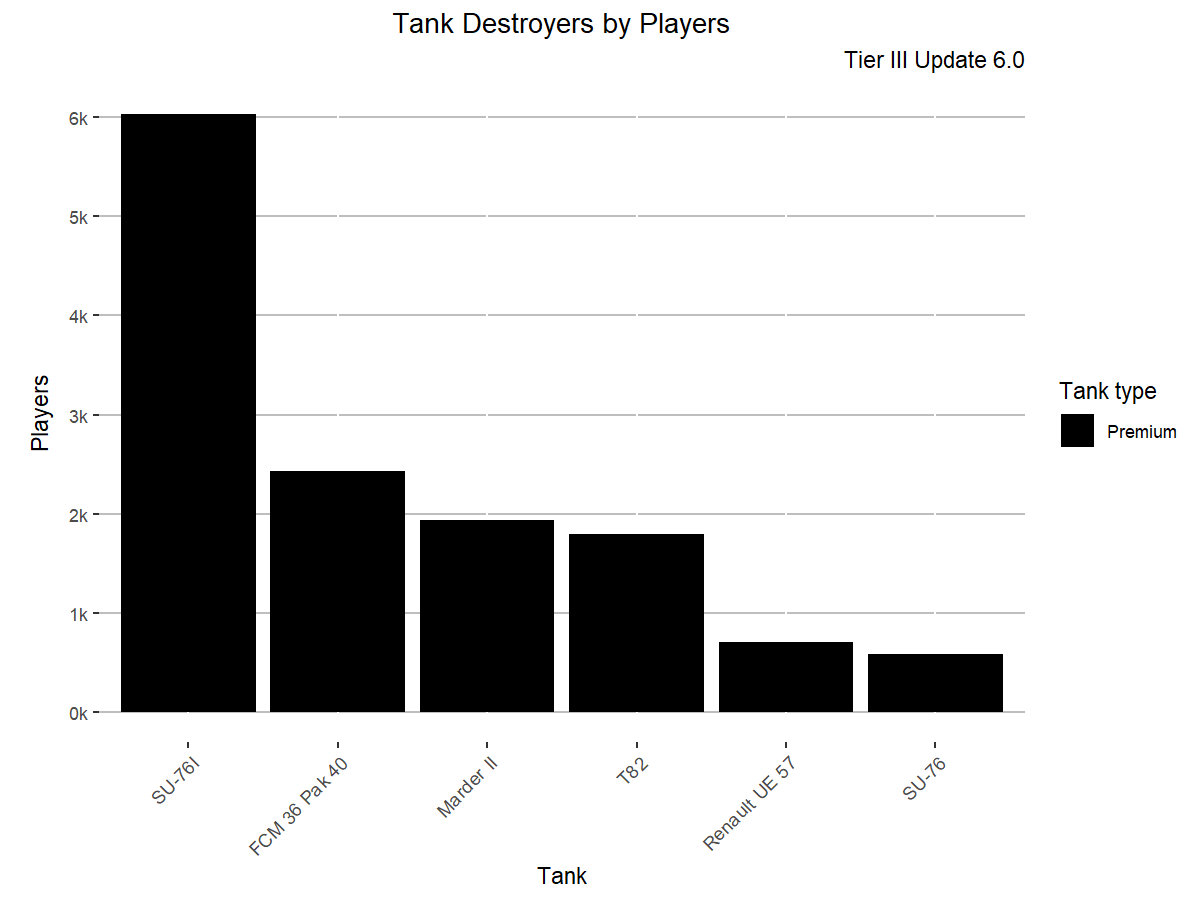 Tank Destroyers by Players
Tier III Update 6.0
6k
5k
4k
3k
2k
1k
0k
Players
SU-76I
FCM 36 Pak 40
Marder II
T82
Renault UE 57
SU-76
Tank
Tank type
Premium